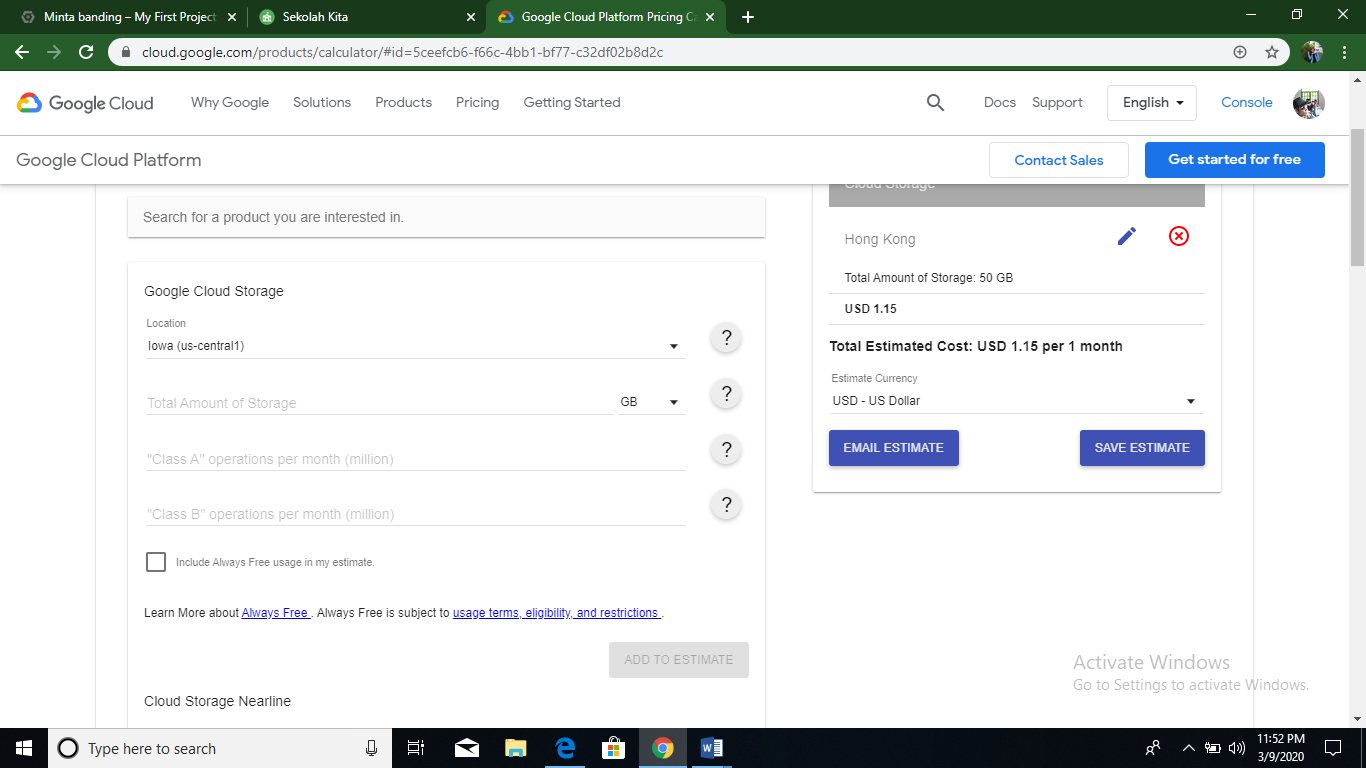 Minta banding – My First Project
Sekolah Kita
Google Cloud Platform Pricing Ca
cloud.google.com/products/calculator/#id=5ceefcb6-f66c-4bb1-bf77-c32df02b8d2c
Google Cloud
Why Google
Solutions
Products
Pricing
Getting Started
Docs
Support
English
Console
Google Cloud Platform
Contact Sales
Get started for free
Search for a product you are interested in.
Google Cloud Storage
Location
Iowa (us-central1)
?
Total Amount of Storage
GB
?
"Class A" operations per month (million)
?
"Class B" operations per month (million)
?
Include Always Free usage in my estimate.
Learn More about Always Free . Always Free is subject to usage terms, eligibility, and restrictions .
ADD TO ESTIMATE
Cloud Storage Nearline
Cloud Storage
Hong Kong
Total Amount of Storage: 50 GB
USD 1.15
Total Estimated Cost: USD 1.15 per 1 month
Estimate Currency
USD - US Dollar
EMAIL ESTIMATE
SAVE ESTIMATE
Activate Windows
Go to Settings to activate Windows.
Type here to search
11:52 PM
3/9/2020